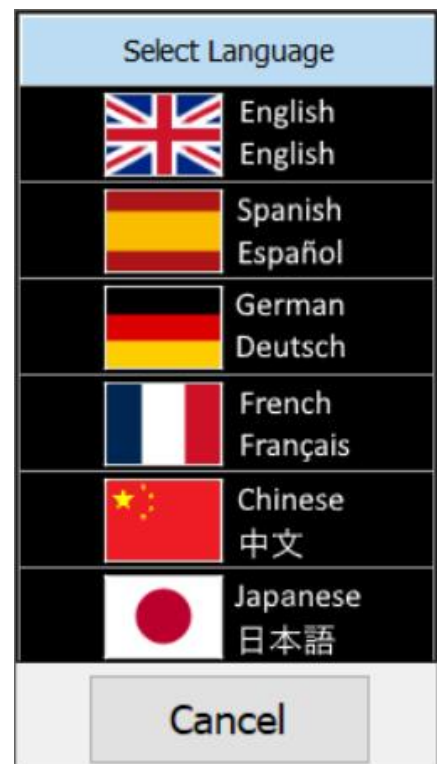 Select Language
English
English
Spanish
Español
German
Deutsch
French
Français
Chinese
中文
Japanese
日本語
Cancel